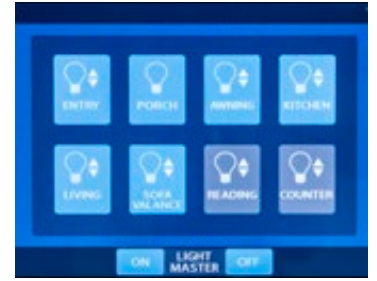 ENTRY
PORCH
AWNING
KITCHEN
LIVING
SOFA
VALANCE
READING
COUNTER
ON
LIGHT
MASTER
OFF